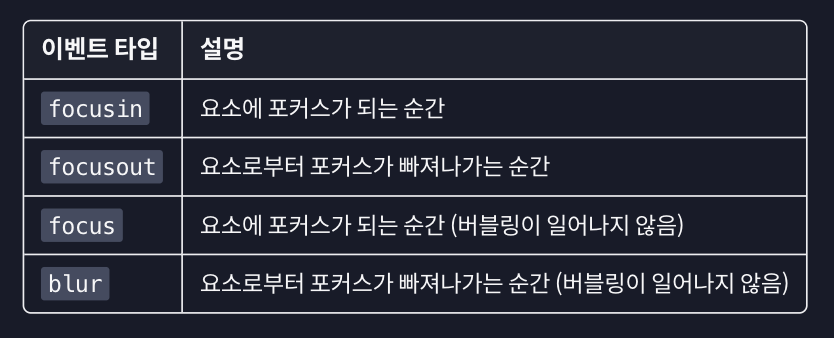 이벤트 타입 설명
focusin 요소에 포커스가 되는 순간
focusout 요소로부터 포커스가 빠져나가는 순간
focus 요소에 포커스가 되는 순간 (버블링이 일어나지 않음)
blur 요소로부터 포커스가 빠져나가는 순간 (버블링이 일어나지 않음)